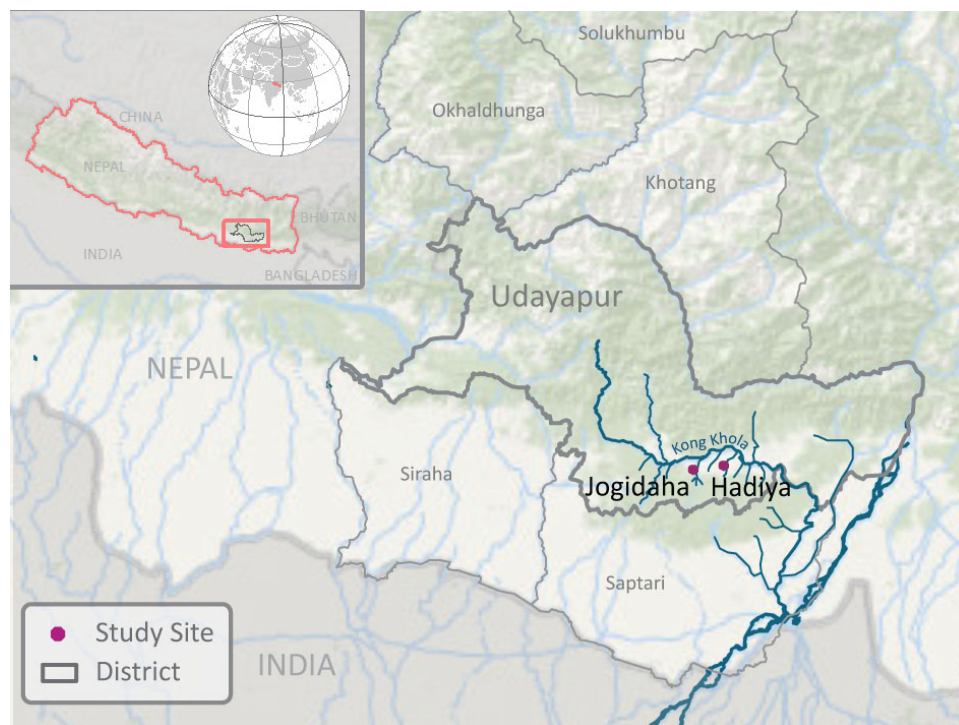 CHINA
NEPAL
BHUTAN
INDIA
BANGLADESH
Solukhumbu
Okhaldhunga
Khotang
Udayapur
NEPAL
Kong Khola
Siraha
Jogidaha
Hadiya
Saptari
INDIA
Study Site
District